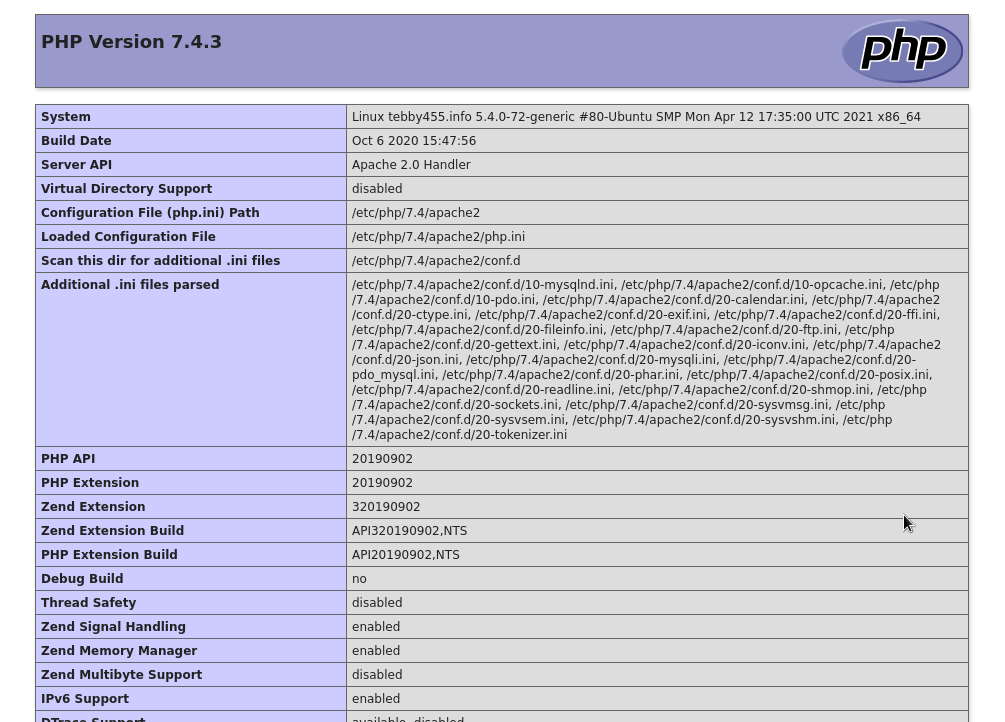 PHP Version 7.4.3
php
System Linux tebby455.info 5.4.0-72-generic #80-Ubuntu SMP Mon Apr 12 17:35:00 UTC 2021 x86_64
Build Date Oct 6 2020 15:47:56
Server API Apache 2.0 Handler
Virtual Directory Support disabled
Configuration File (php.ini) Path /etc/php/7.4/apache2
Loaded Configuration File /etc/php/7.4/apache2/php.ini
Scan this dir for additional .ini files /etc/php/7.4/apache2/conf.d
Additional .ini files parsed /etc/php/7.4/apache2/conf.d/10-mysqlnd.ini, /etc/php/7.4/apache2/conf.d/10-opcache.ini, /etc/php
/7.4/apache2/conf.d/10-pdo.ini, /etc/php/7.4/apache2/conf.d/20-calendar.ini, /etc/php/7.4/apache2
/conf.d/20-ctype.ini, /etc/php/7.4/apache2/conf.d/20-exif.ini, /etc/php/7.4/apache2/conf.d/20-ffi.ini,
/etc/php/7.4/apache2/conf.d/20-fileinfo.ini, /etc/php/7.4/apache2/conf.d/20-ftp.ini, /etc/php
/7.4/apache2/conf.d/20-gettext.ini, /etc/php/7.4/apache2/conf.d/20-iconv.ini, /etc/php/7.4/apache2
/conf.d/20-json.ini, /etc/php/7.4/apache2/conf.d/20-mysqli.ini, /etc/php/7.4/apache2/conf.d/20-
pdo_mysql.ini, /etc/php/7.4/apache2/conf.d/20-phar.ini, /etc/php/7.4/apache2/conf.d/20-posix.ini,
/etc/php/7.4/apache2/conf.d/20-readline.ini, /etc/php/7.4/apache2/conf.d/20-shmop.ini, /etc/php
/7.4/apache2/conf.d/20-sockets.ini, /etc/php/7.4/apache2/conf.d/20-sysvmsg.ini, /etc/php
/7.4/apache2/conf.d/20-sysvsem.ini, /etc/php/7.4/apache2/conf.d/20-sysvshm.ini, /etc/php
/7.4/apache2/conf.d/20-tokenizer.ini
PHP API 20190902
PHP Extension 20190902
Zend Extension 320190902
Zend Extension Build API320190902,NTS
PHP Extension Build API20190902,NTS
Debug Build no
Thread Safety disabled
Zend Signal Handling enabled
Zend Memory Manager enabled
Zend Multibyte Support disabled
IPv6 Support enabled
DTrace Support available, disabled